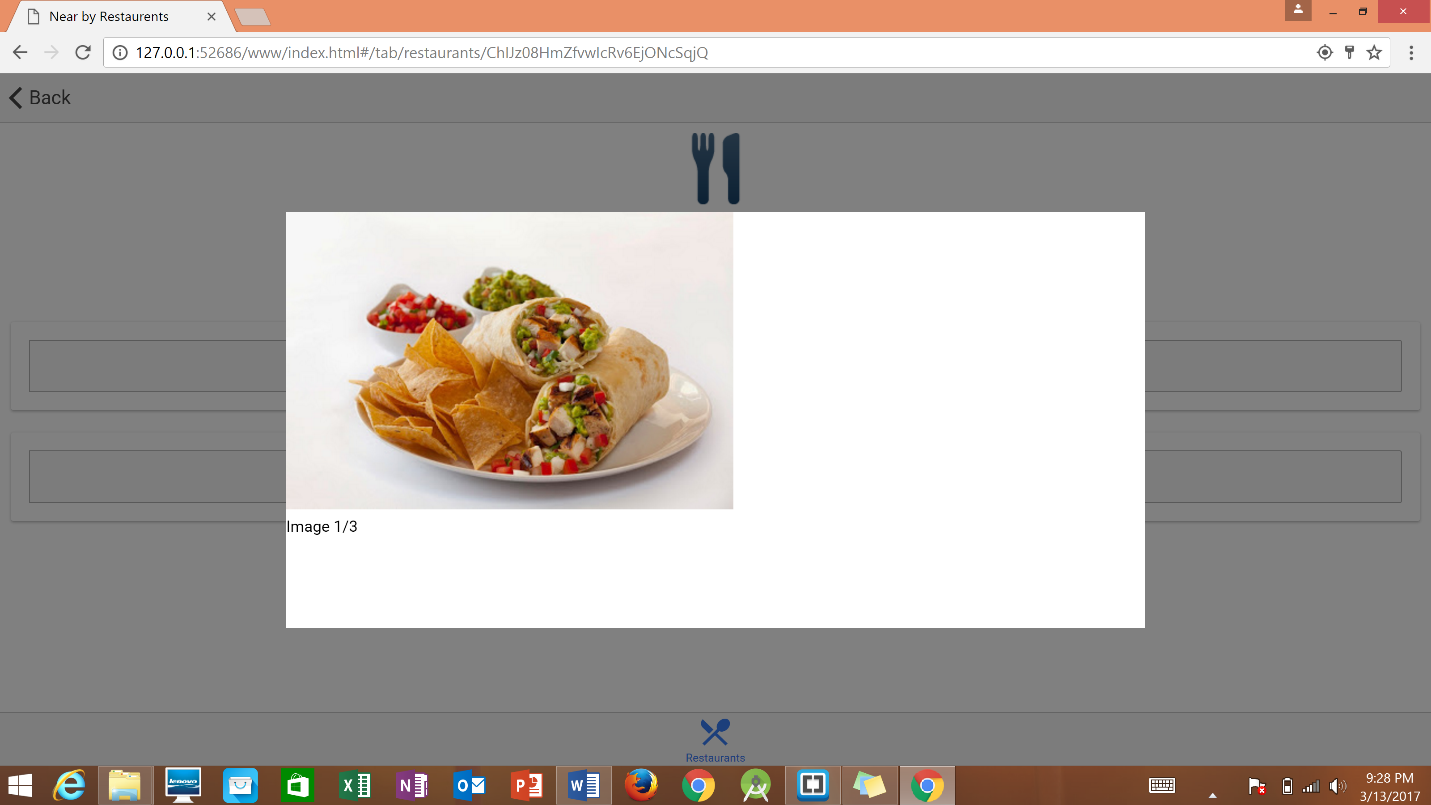 Near by Restaurents
127.0.0.1:52686/www/index.html#/tab/restaurants/ChIJz08HmZfvwIcRv6EjONcSqjQ
Back
Image 1/3
Restaurants
lenovo
9:28 PM
3/13/2017